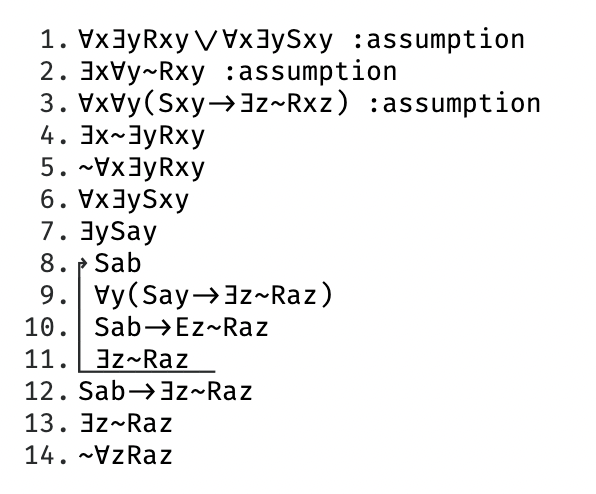 1. ∀x∃yRxy∨∀x∃ySxy :assumption
2. ∃x∀y~Rxy :assumption
3. ∀x∀y(Sxy→∃z~Rxz) :assumption
4. ∃x~∃yRxy
5. ~∀x∃yRxy
6. ∀x∃ySxy
7. ∃ySay
8. Sab
9. ∀y(Say→∃z~Raz)
10. Sab→Ez~Raz
11. ∃z~Raz
12. Sab→∃z~Raz
13. ∃z~Raz
14. ~∀zRaz